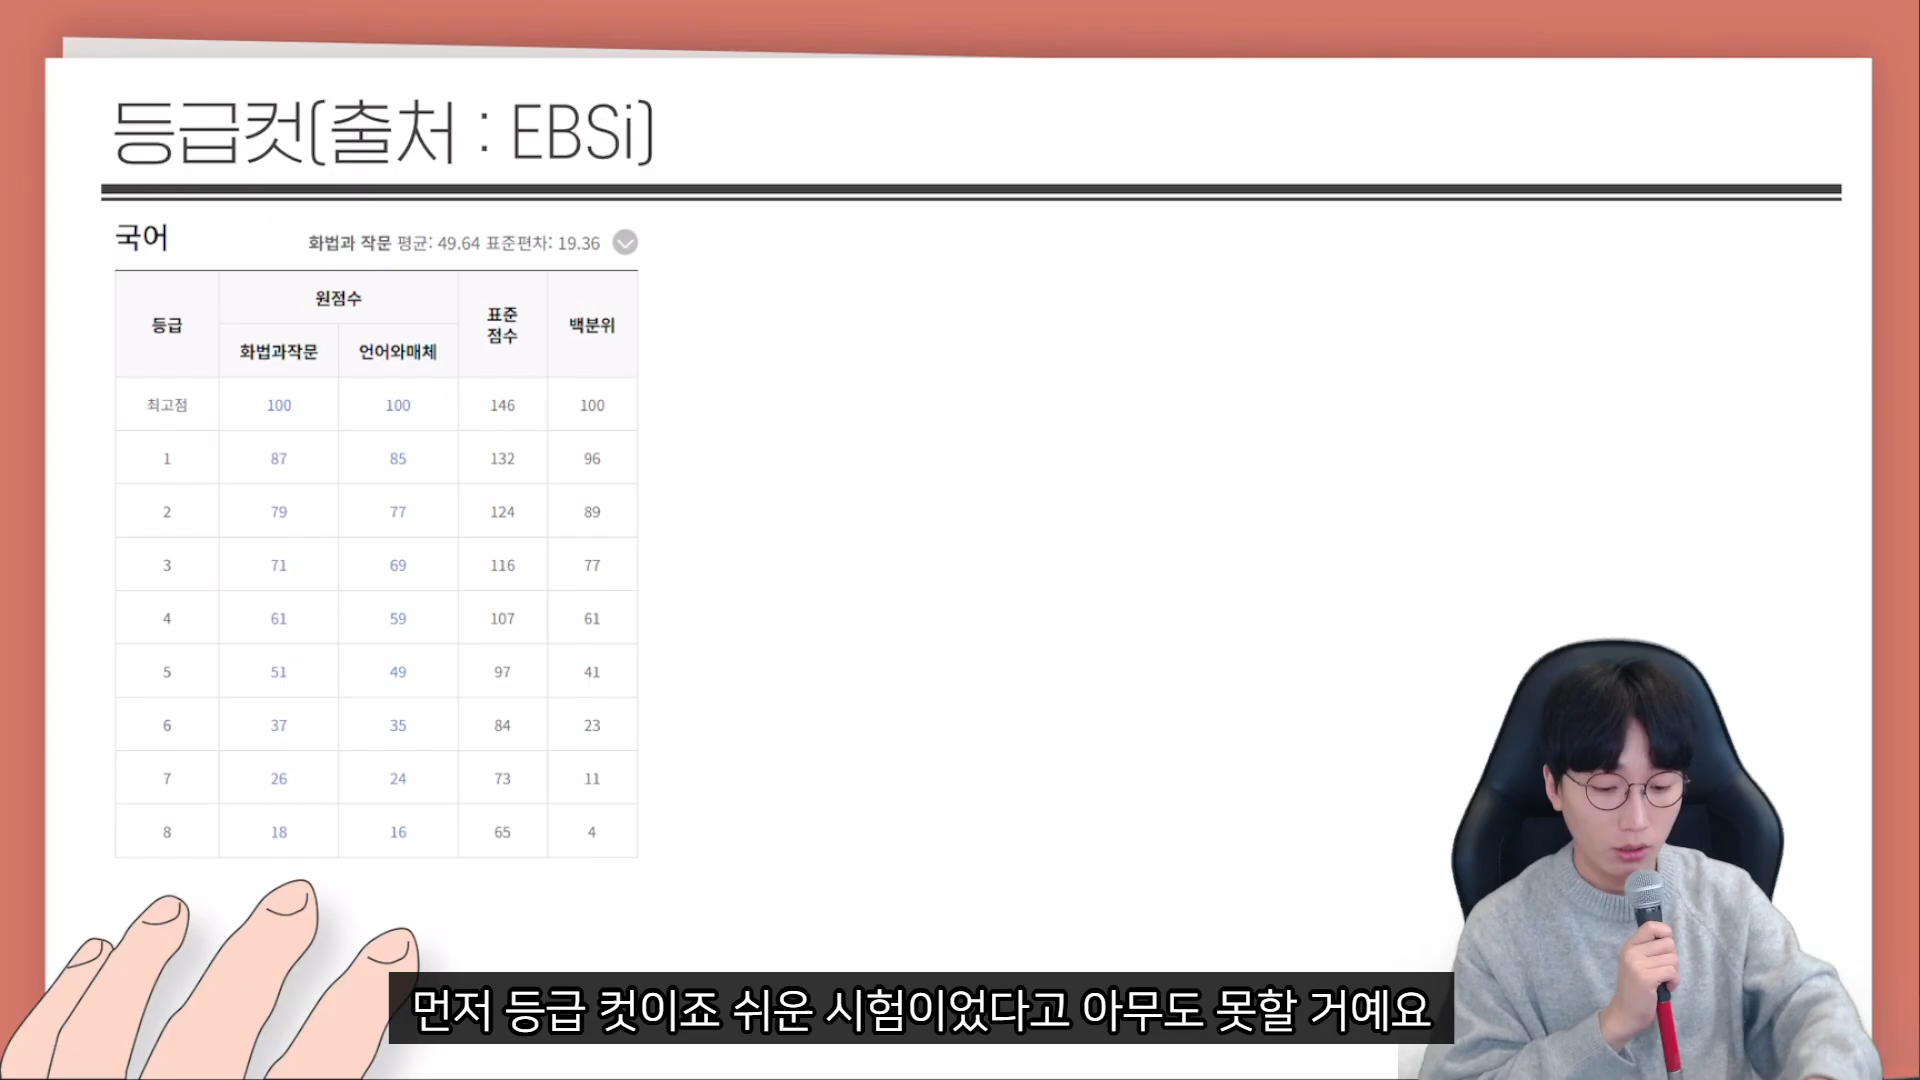 등급컷(출처 : EBSi)
국어
화법과 작문 평균: 49.64 표준편차: 19.36
등급 원점수 표준 점수 백분위
화법과작문 언어와매체
최고점 100 100 146 100
1 87 85 132 96
2 79 77 124 89
3 71 69 116 77
4 61 59 107 61
5 51 49 97 41
6 37 35 84 23
7 26 24 73 11
8 18 16 65 4
먼저 등급 컷이죠 쉬운 시험이었다고 아무도 못할 거예요